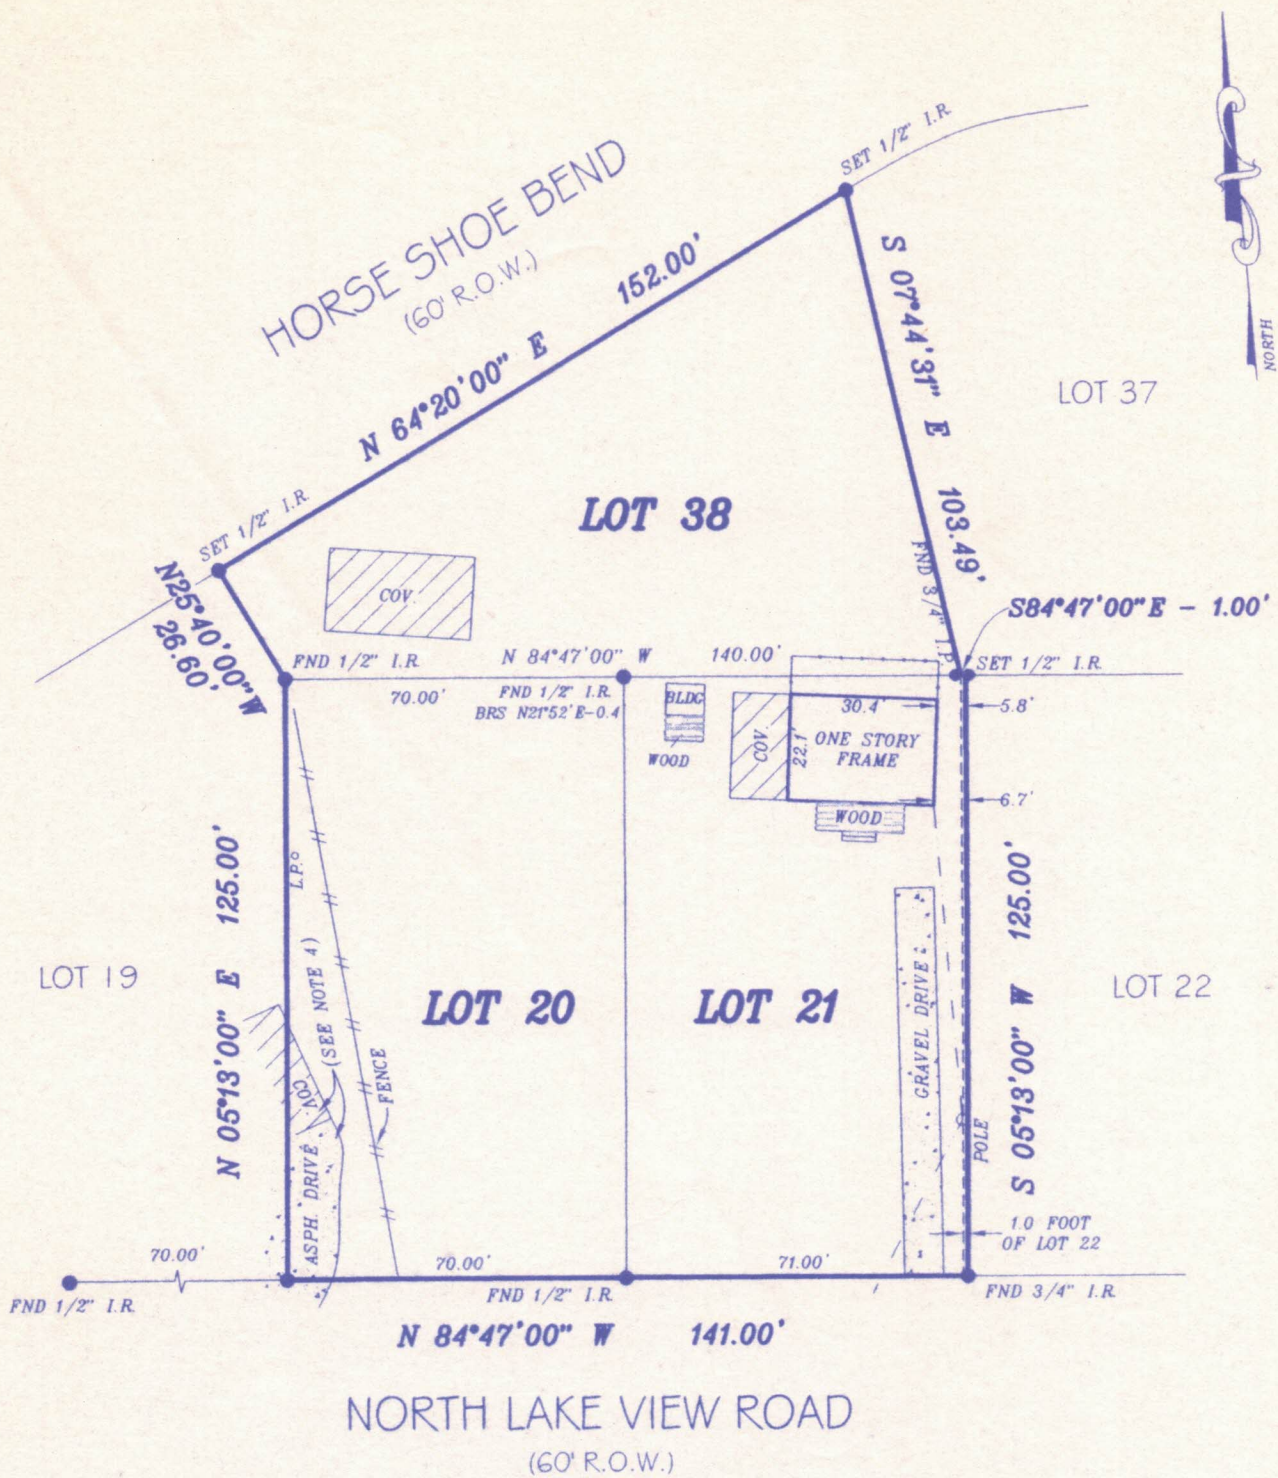 SET 1/2" I.R.
HORSE SHOE BEND
(60' R.O.W.)
N 64°20'00" E 152.00'
S 07°44'31" E 103.49'
NORTH
LOT 37
LOT 38
SET 1/2" I.R.
N25°40'00"W
26.60'
COV.
FND 3/4" I.P.
S84°47'00"E - 1.00'
FND 1/2" I.R.
N 84°47'00" W 140.00'
SET 1/2" I.R.
70.00'
FND 1/2" I.R.
BRS N21°52'E-0.4
BLDG
WOOD
COV.
30.4'
22.1'
ONE STORY
FRAME
5.8'
6.7'
WOOD
N 05°13'00" E 125.00'
L.P.
S 05°13'00" W 125.00'
LOT 19
(SEE NOTE 4)
LOT 20
LOT 21
LOT 22
GRAVEL DRIVE
COV.
FENCE
ASPH. DRIVE
POLE
1.0 FOOT
OF LOT 22
70.00'
70.00'
71.00'
FND 1/2" I.R.
FND 1/2" I.R.
FND 3/4" I.R.
N 84°47'00" W 141.00'
NORTH LAKE VIEW ROAD
(60' R.O.W.)